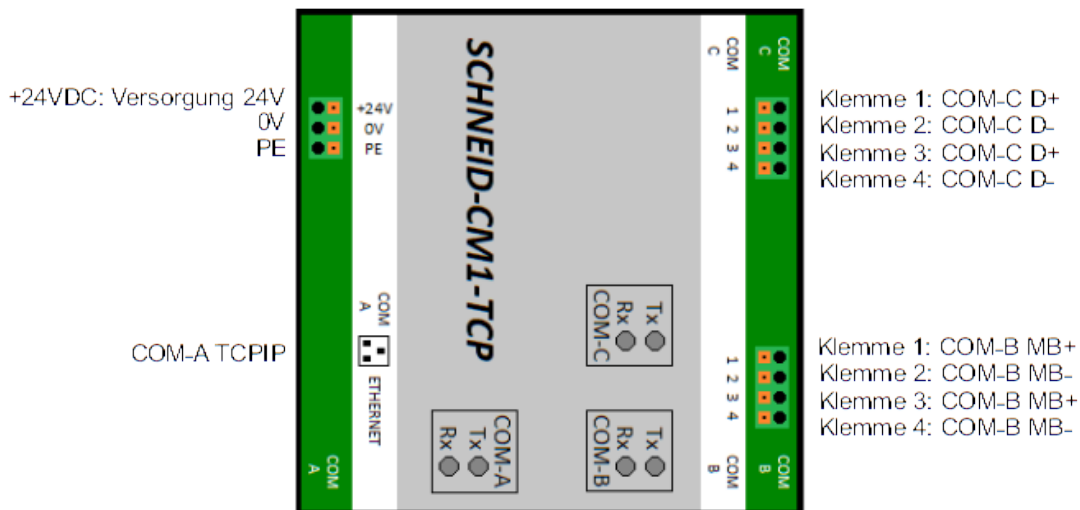 +24VDC: Versorgung 24V
0V
PE
COM-A TCPIP
+24V
0V
PE
COM
A
ETHERNET
COM
A
SCHNEID-CM1-TCP
COM-A
Tx
Rx
Tx
Rx
COM-C
Tx
Rx
COM-B
COM
C
1
2
3
4
1
2
3
4
COM
B
COM
C
COM
B
Klemme 1: COM-C D+
Klemme 2: COM-C D-
Klemme 3: COM-C D+
Klemme 4: COM-C D-
Klemme 1: COM-B MB+
Klemme 2: COM-B MB-
Klemme 3: COM-B MB+
Klemme 4: COM-B MB-